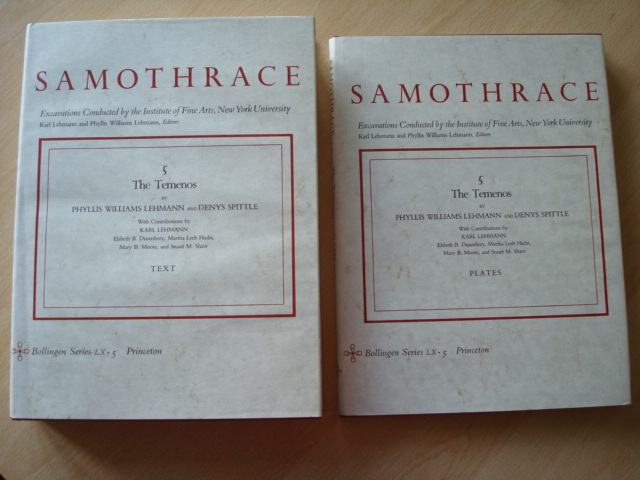 SAMOTHRACE
Excavations Conducted by the Institute of Fine Arts, New York University
Karl Lehmann and Phyllis Williams Lehmann, Editors
5
The Temenos
BY
PHYLLIS WILLIAMS LEHMANN AND DENYS SPITTLE
With Contributions by
KARL LEHMANN
Elsbeth B. Dusenbery, Martha Leeb Hadzi,
Mary B. Moore, and Stuart M. Shaw
TEXT
Bollingen Series LX · 5 Princeton
SAMOTHRACE
Excavations Conducted by the Institute of Fine Arts, New York University
Karl Lehmann and Phyllis Williams Lehmann, Editors
5
The Temenos
BY
PHYLLIS WILLIAMS LEHMANN AND DENYS SPITTLE
With Contributions by
KARL LEHMANN
Elsbeth B. Dusenbery, Martha Leeb Hadzi,
Mary B. Moore, and Stuart M. Shaw
PLATES
Bollingen Series LX · 5 Princeton